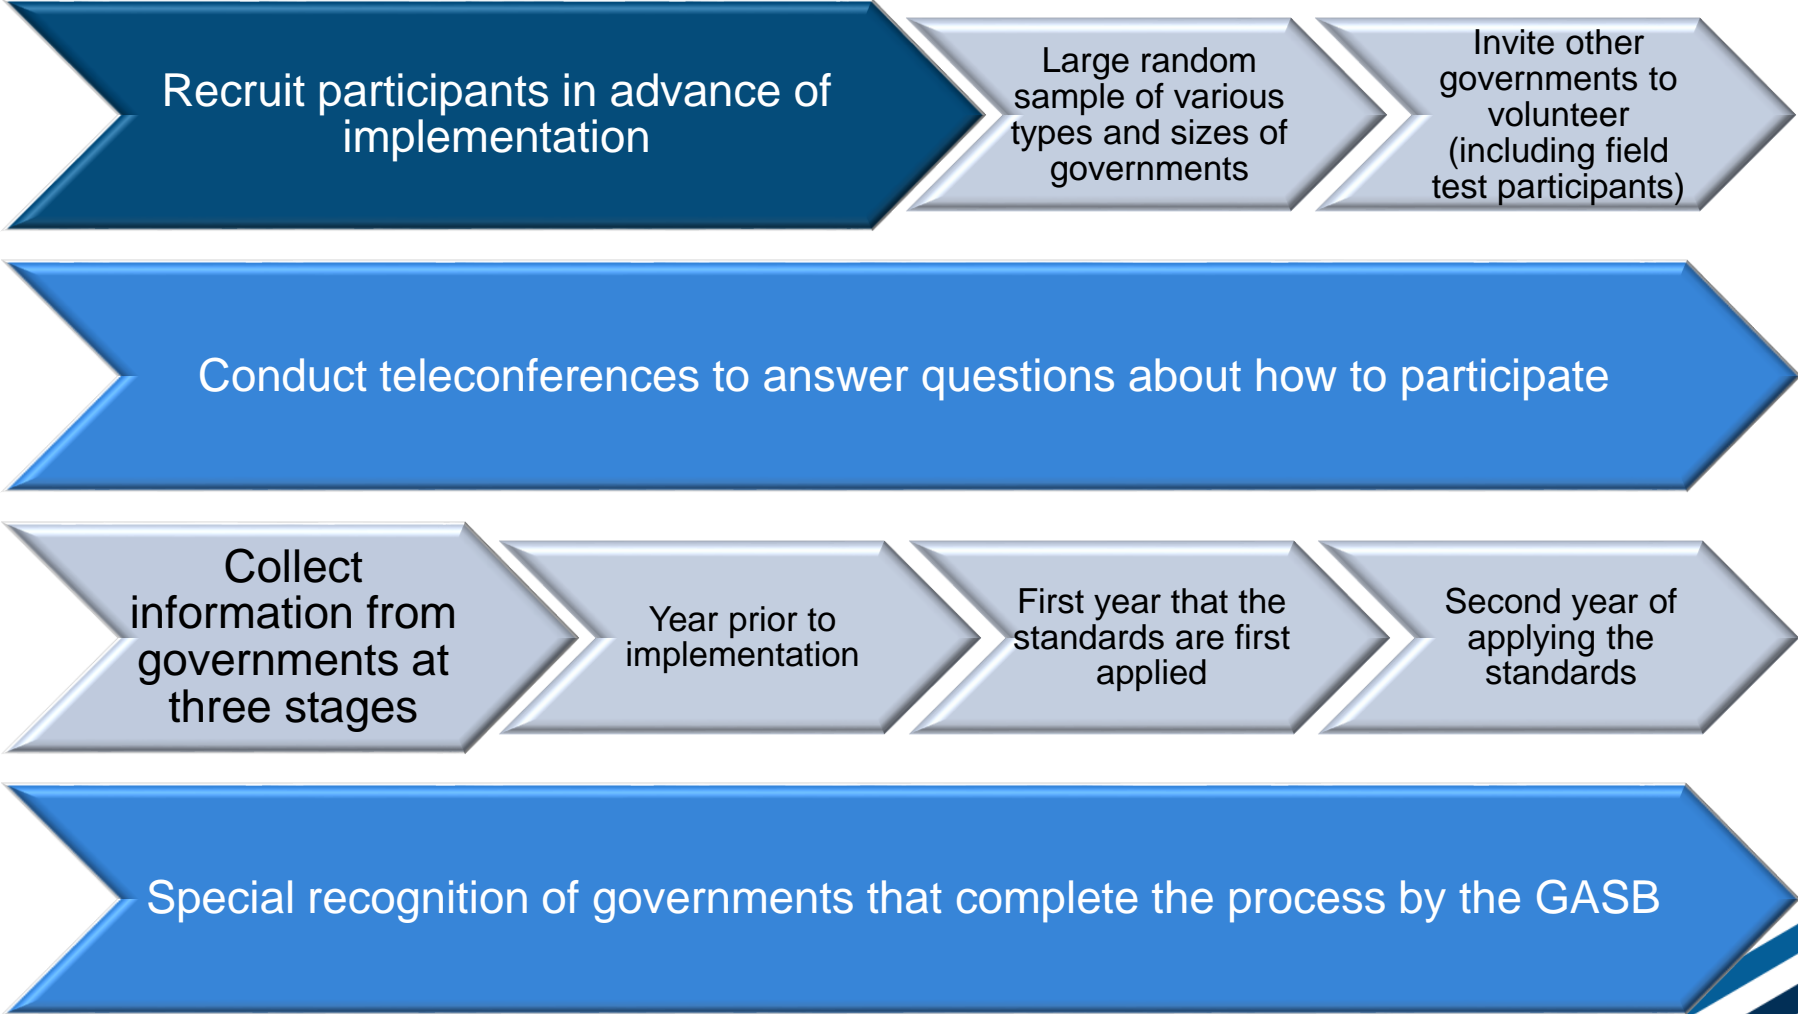 Recruit participants in advance of
implementation
Large random
sample of various
types and sizes of
governments
Invite other
governments to
volunteer
(including field
test participants)
Conduct teleconferences to answer questions about how to participate
Collect
information from
governments at
three stages
Year prior to
implementation
First year that the
standards are first
applied
Second year of
applying the
standards
Special recognition of governments that complete the process by the GASB